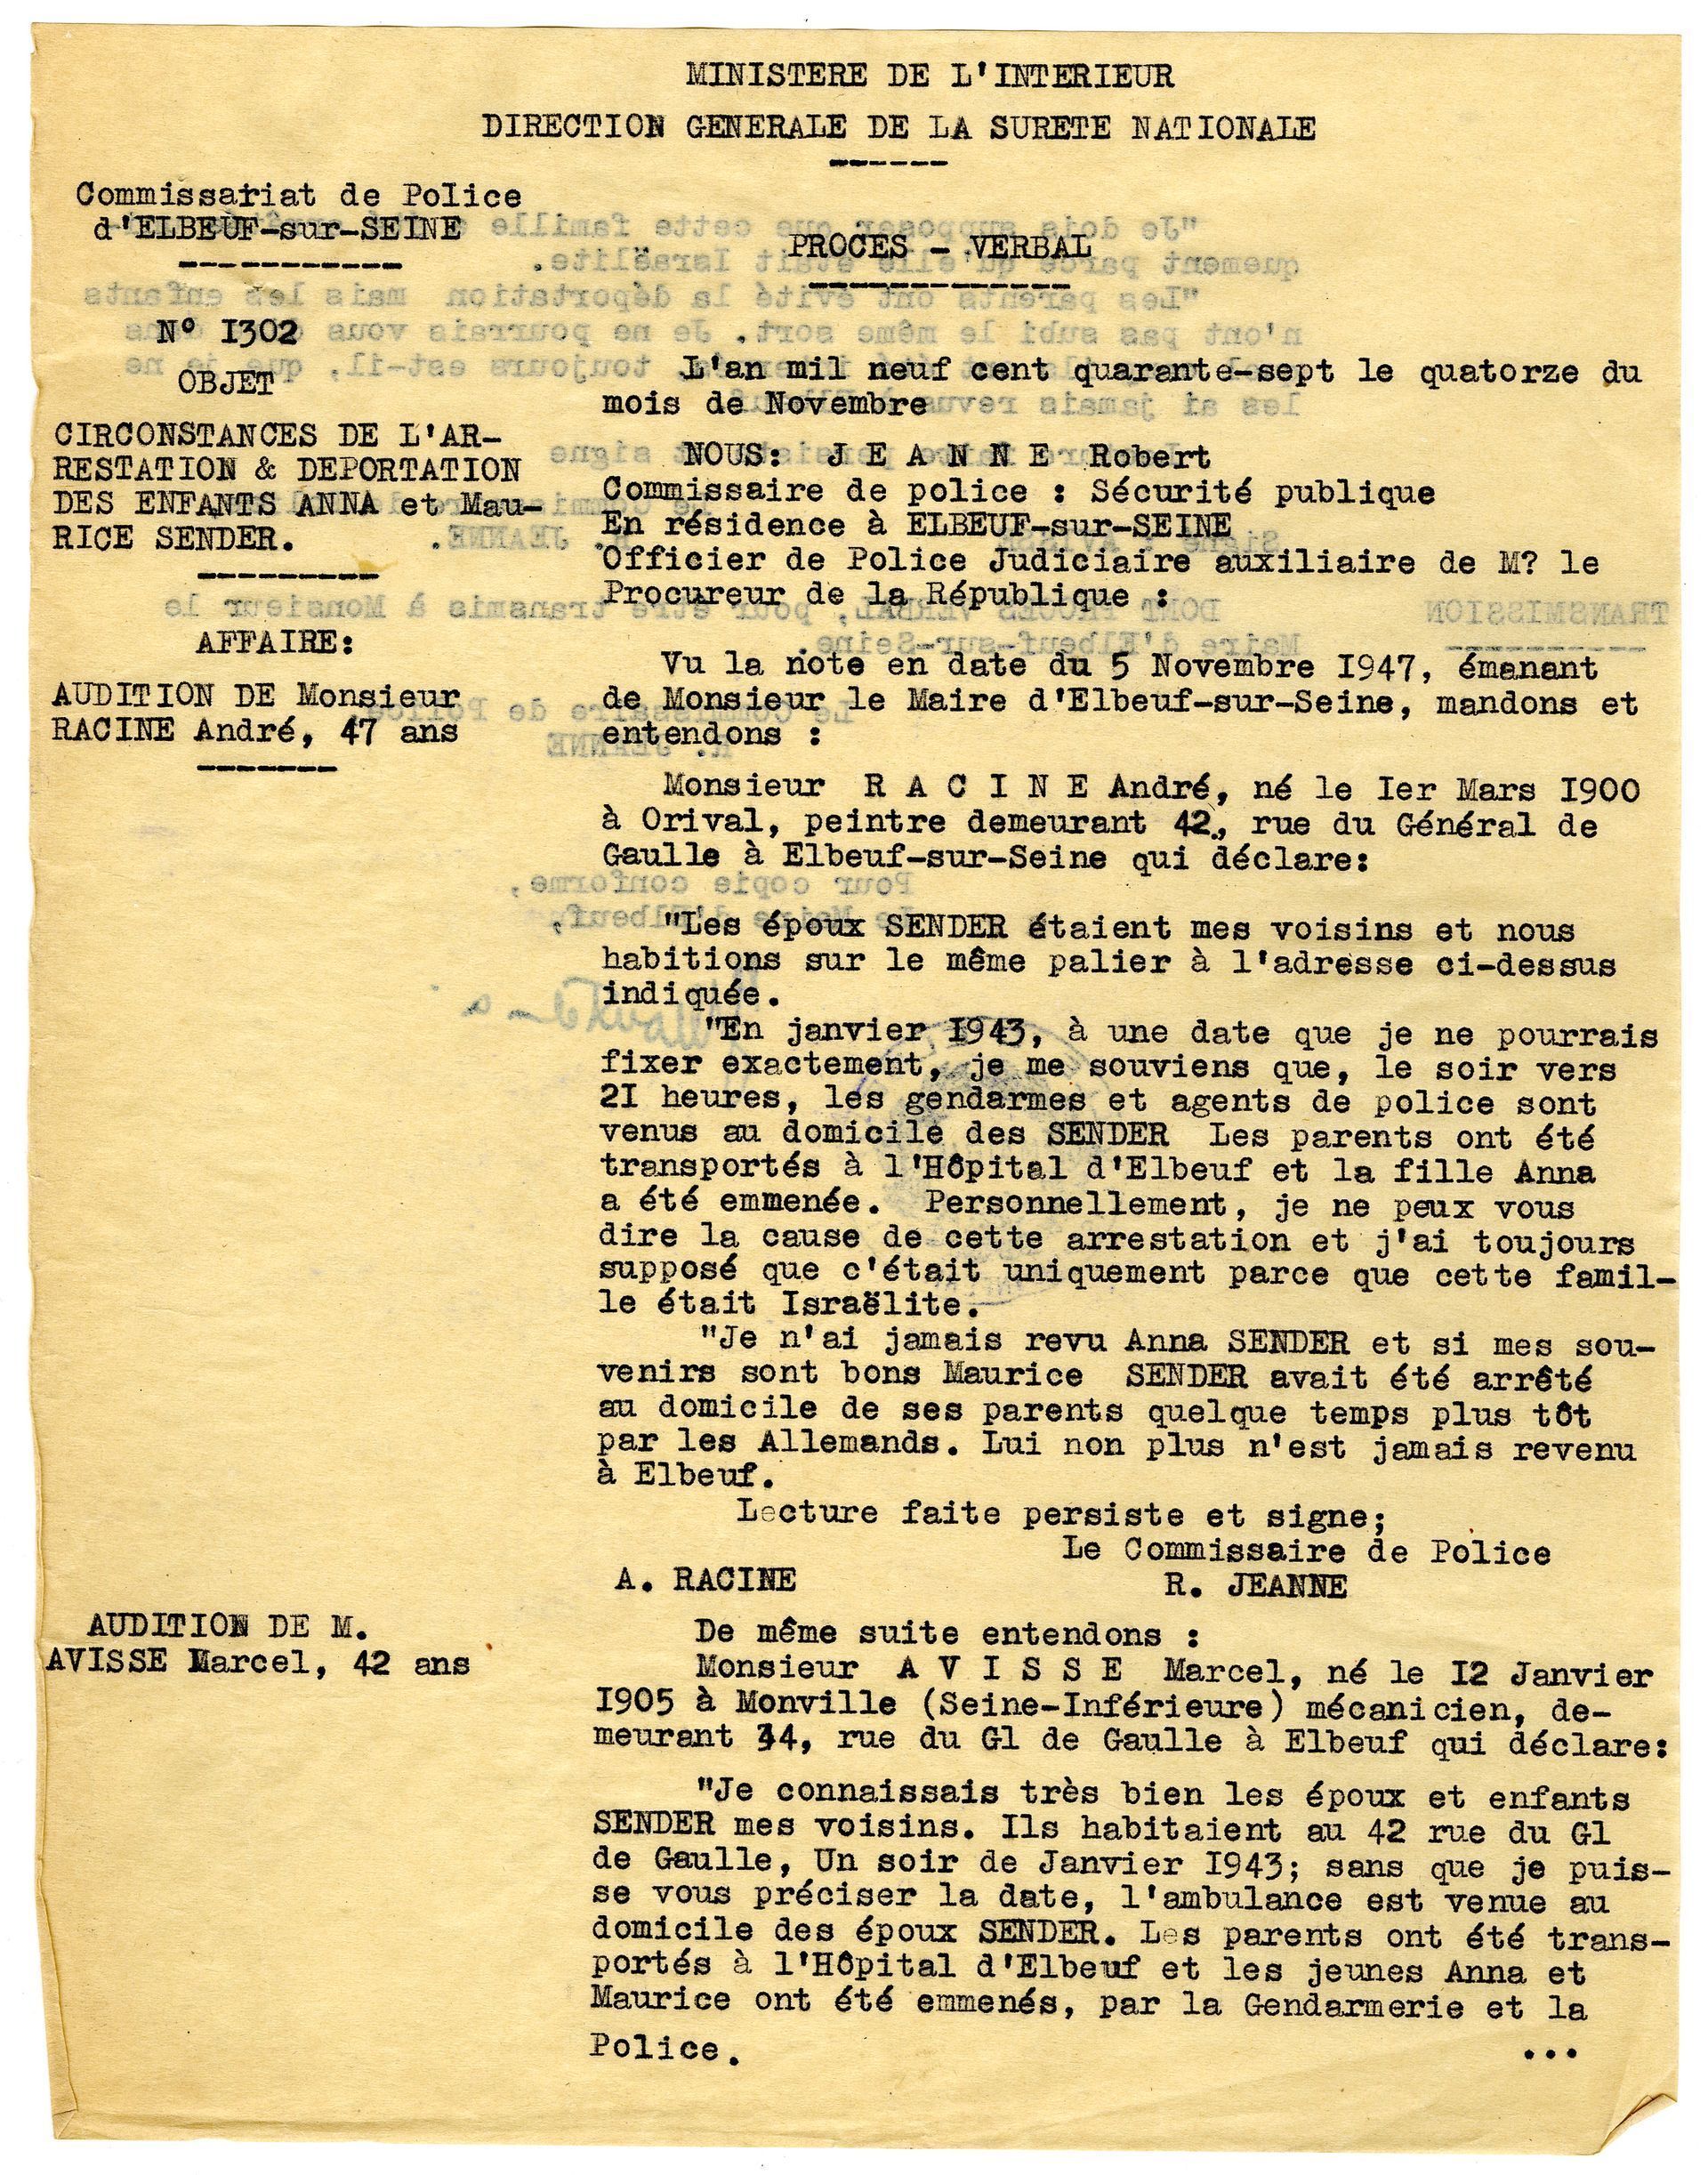 MINISTERE DE L'INTERIEUR
DIRECTION GENERALE DE LA SURETE NATIONALE
Commissariat de Police
d'ELBEUF-sur-SEINE
PROCES - VERBAL
N° I302
OBJET
CIRCONSTANCES DE L'AR-
RESTATION & DEPORTATION
DES ENFANTS ANNA et Mau-
RICE SENDER.
AFFAIRE:
AUDITION DE Monsieur
RACINE André, 47 ans
L'an mil neuf cent quarante-sept le quatorze du
mois de Novembre
NOUS: J E A N N E Robert
Commissaire de police : Sécurité publique
En résidence à ELBEUF-sur-SEINE
Officier de Police Judiciaire auxiliaire de M? le
Procureur de la République :
Vu la note en date du 5 Novembre I947, émanant
de Monsieur le Maire d'Elbeuf-sur-Seine, mandons et
entendons :
Monsieur R A C I N E André, né le Ier Mars I900
à Orival, peintre demeurant 42., rue du Général de
Gaulle à Elbeuf-sur-Seine qui déclare:
"Les époux SENDER étaient mes voisins et nous
habitions sur le même palier à l'adresse ci-dessus
indiquée.
"En janvier I943, à une date que je ne pourrais
fixer exactement, je me souviens que, le soir vers
2I heures, les gendarmes et agents de police sont
venus au domicile des SENDER Les parents ont été
transportés à l'Hôpital d'Elbeuf et la fille Anna
a été emmenée. Personnellement, je ne peux vous
dire la cause de cette arrestation et j'ai toujours
supposé que c'était uniquement parce que cette famil-
le était Israëlite.
"Je n'ai jamais revu Anna SENDER et si mes sou-
venirs sont bons Maurice SENDER avait été arrêté
au domicile de ses parents quelque temps plus tôt
par les Allemands. Lui non plus n'est jamais revenu
à Elbeuf.
Lecture faite persiste et signe;
Le Commissaire de Police
A. RACINE R. JEANNE
AUDITION DE M.
AVISSE Marcel, 42 ans
De même suite entendons :
Monsieur A V I S S E Marcel, né le I2 Janvier
I905 à Monville (Seine-Inférieure) mécanicien, de-
meurant 44, rue du Gl de Gaulle à Elbeuf qui déclare:
"Je connaissais très bien les époux et enfants
SENDER mes voisins. Ils habitaient au 42 rue du Gl
de Gaulle, Un soir de Janvier I943; sans que je puis-
se vous préciser la date, l'ambulance est venue au
domicile des époux SENDER. Les parents ont été trans-
portés à l'Hôpital d'Elbeuf et les jeunes Anna et
Maurice ont été emmenés, par la Gendarmerie et la
Police. ...